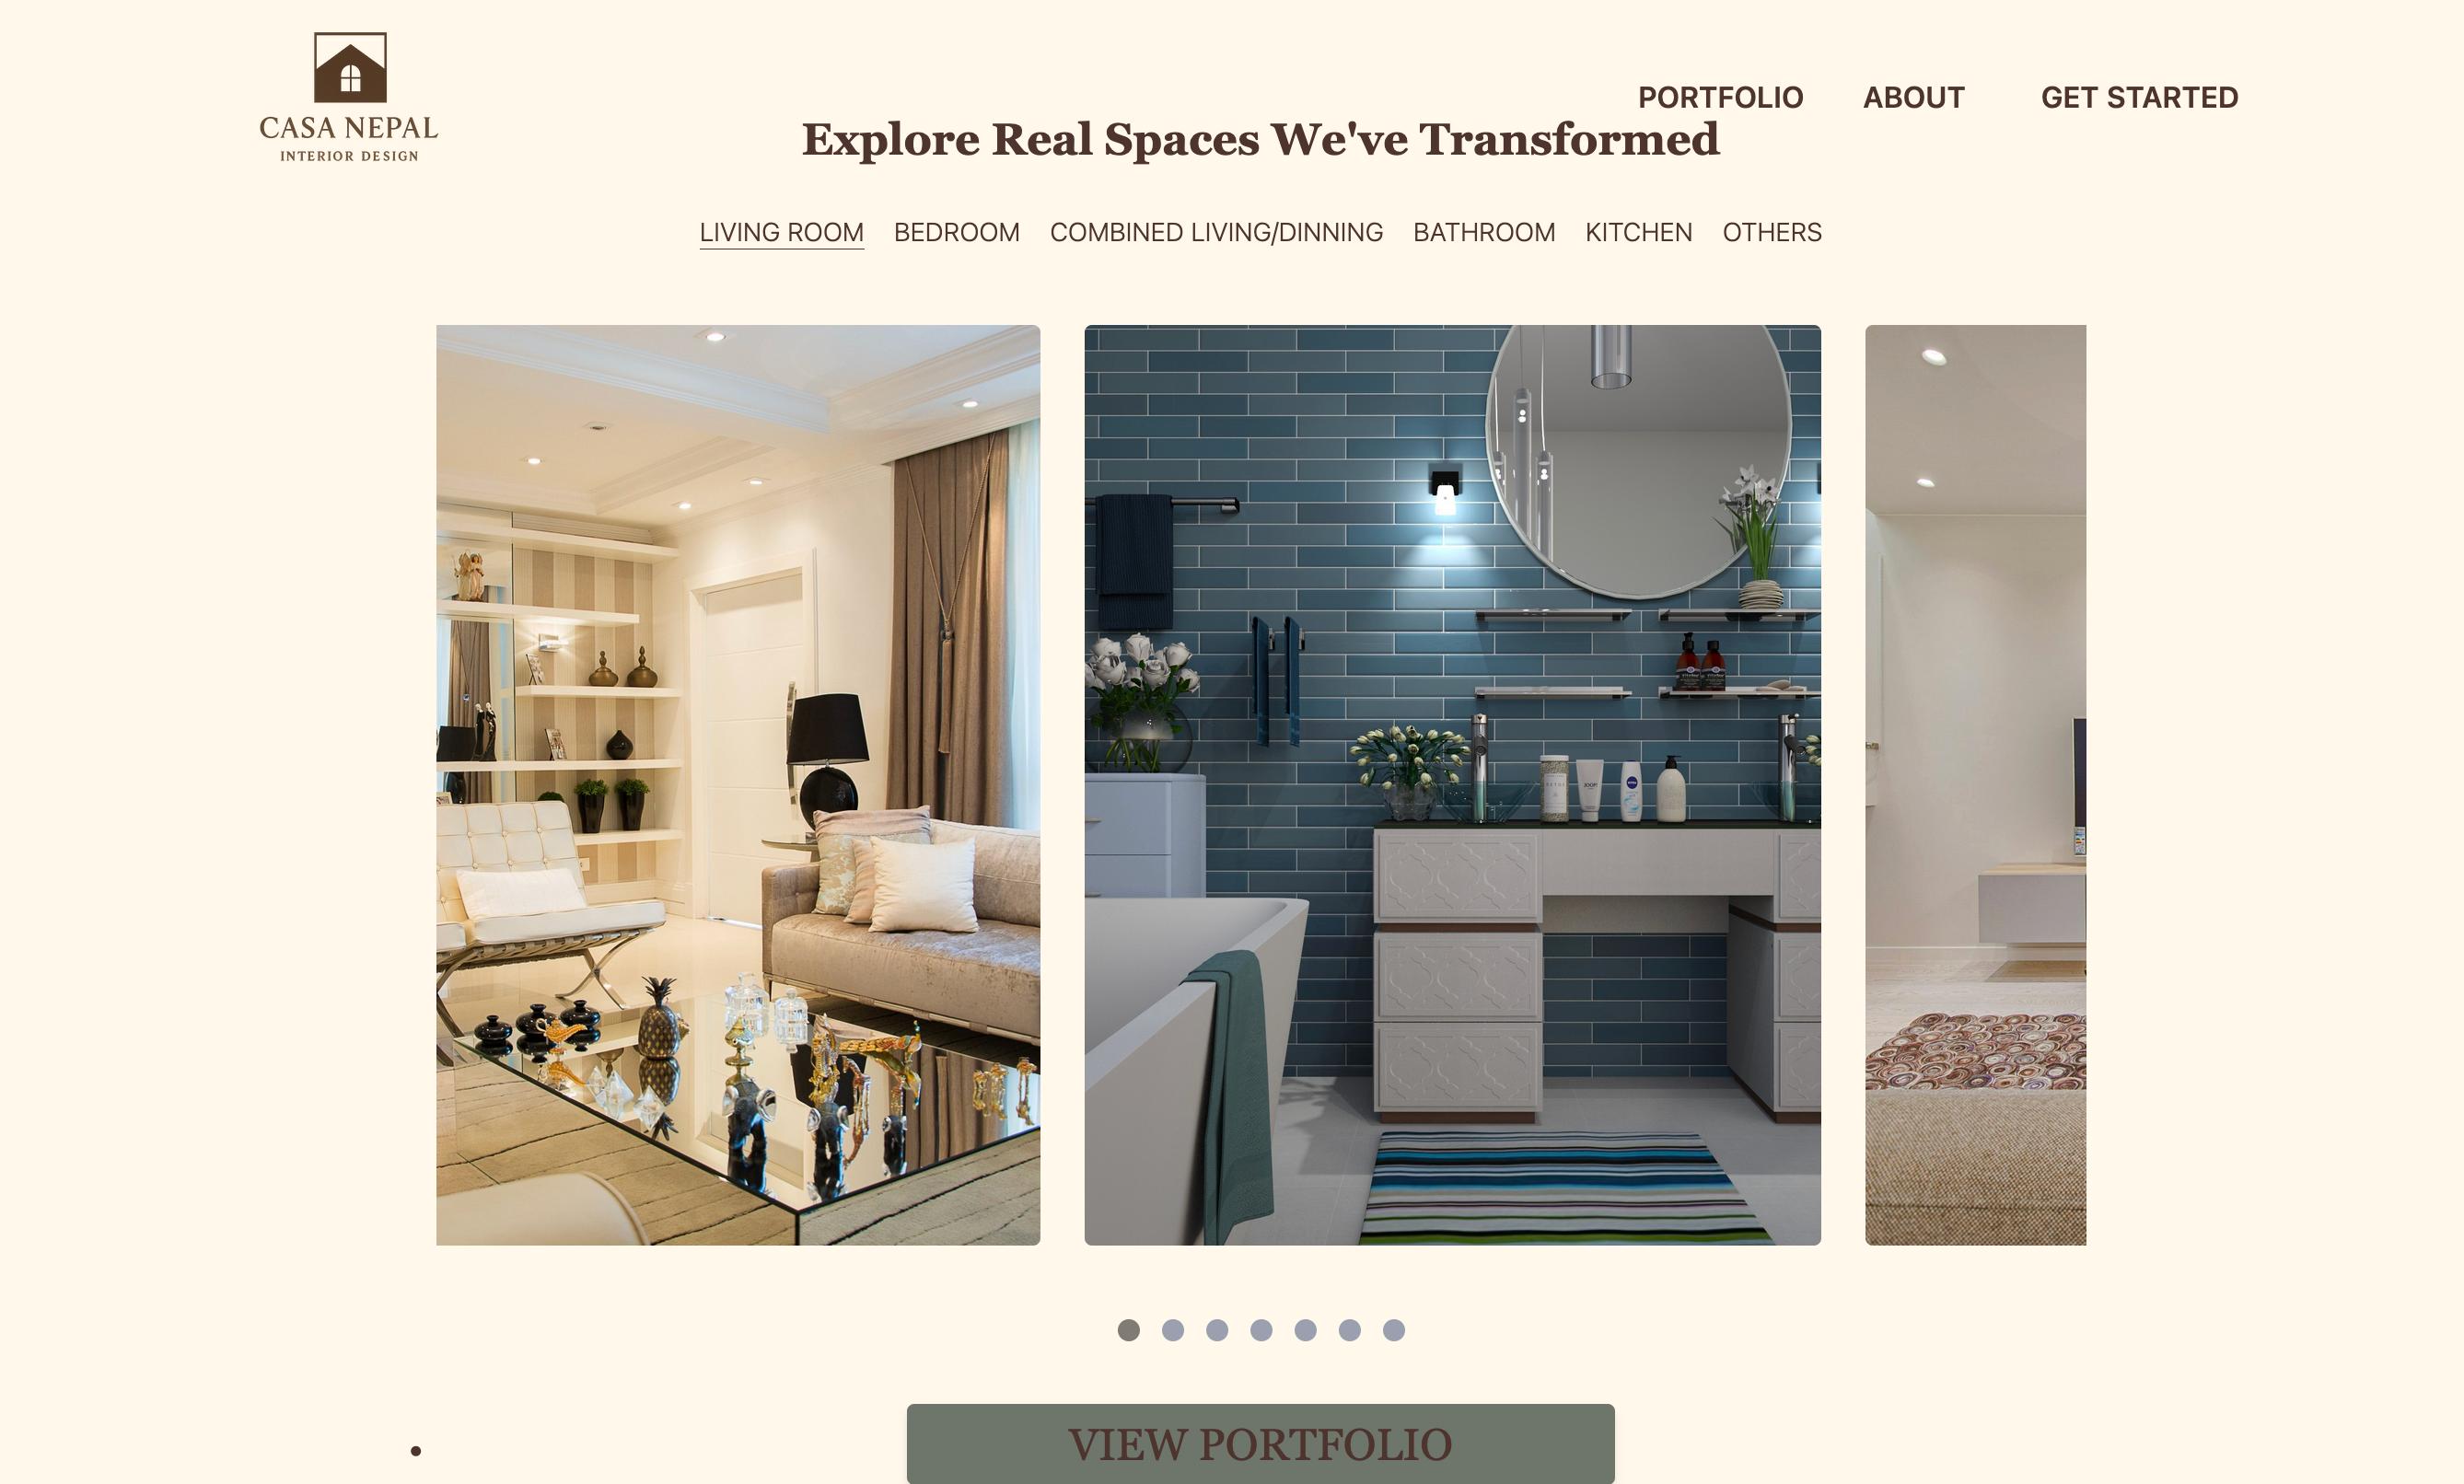 CASA NEPAL
INTERIOR DESIGN
PORTFOLIO ABOUT GET STARTED
Explore Real Spaces We've Transformed
LIVING ROOM BEDROOM COMBINED LIVING/DINNING BATHROOM KITCHEN OTHERS
VIEW PORTFOLIO